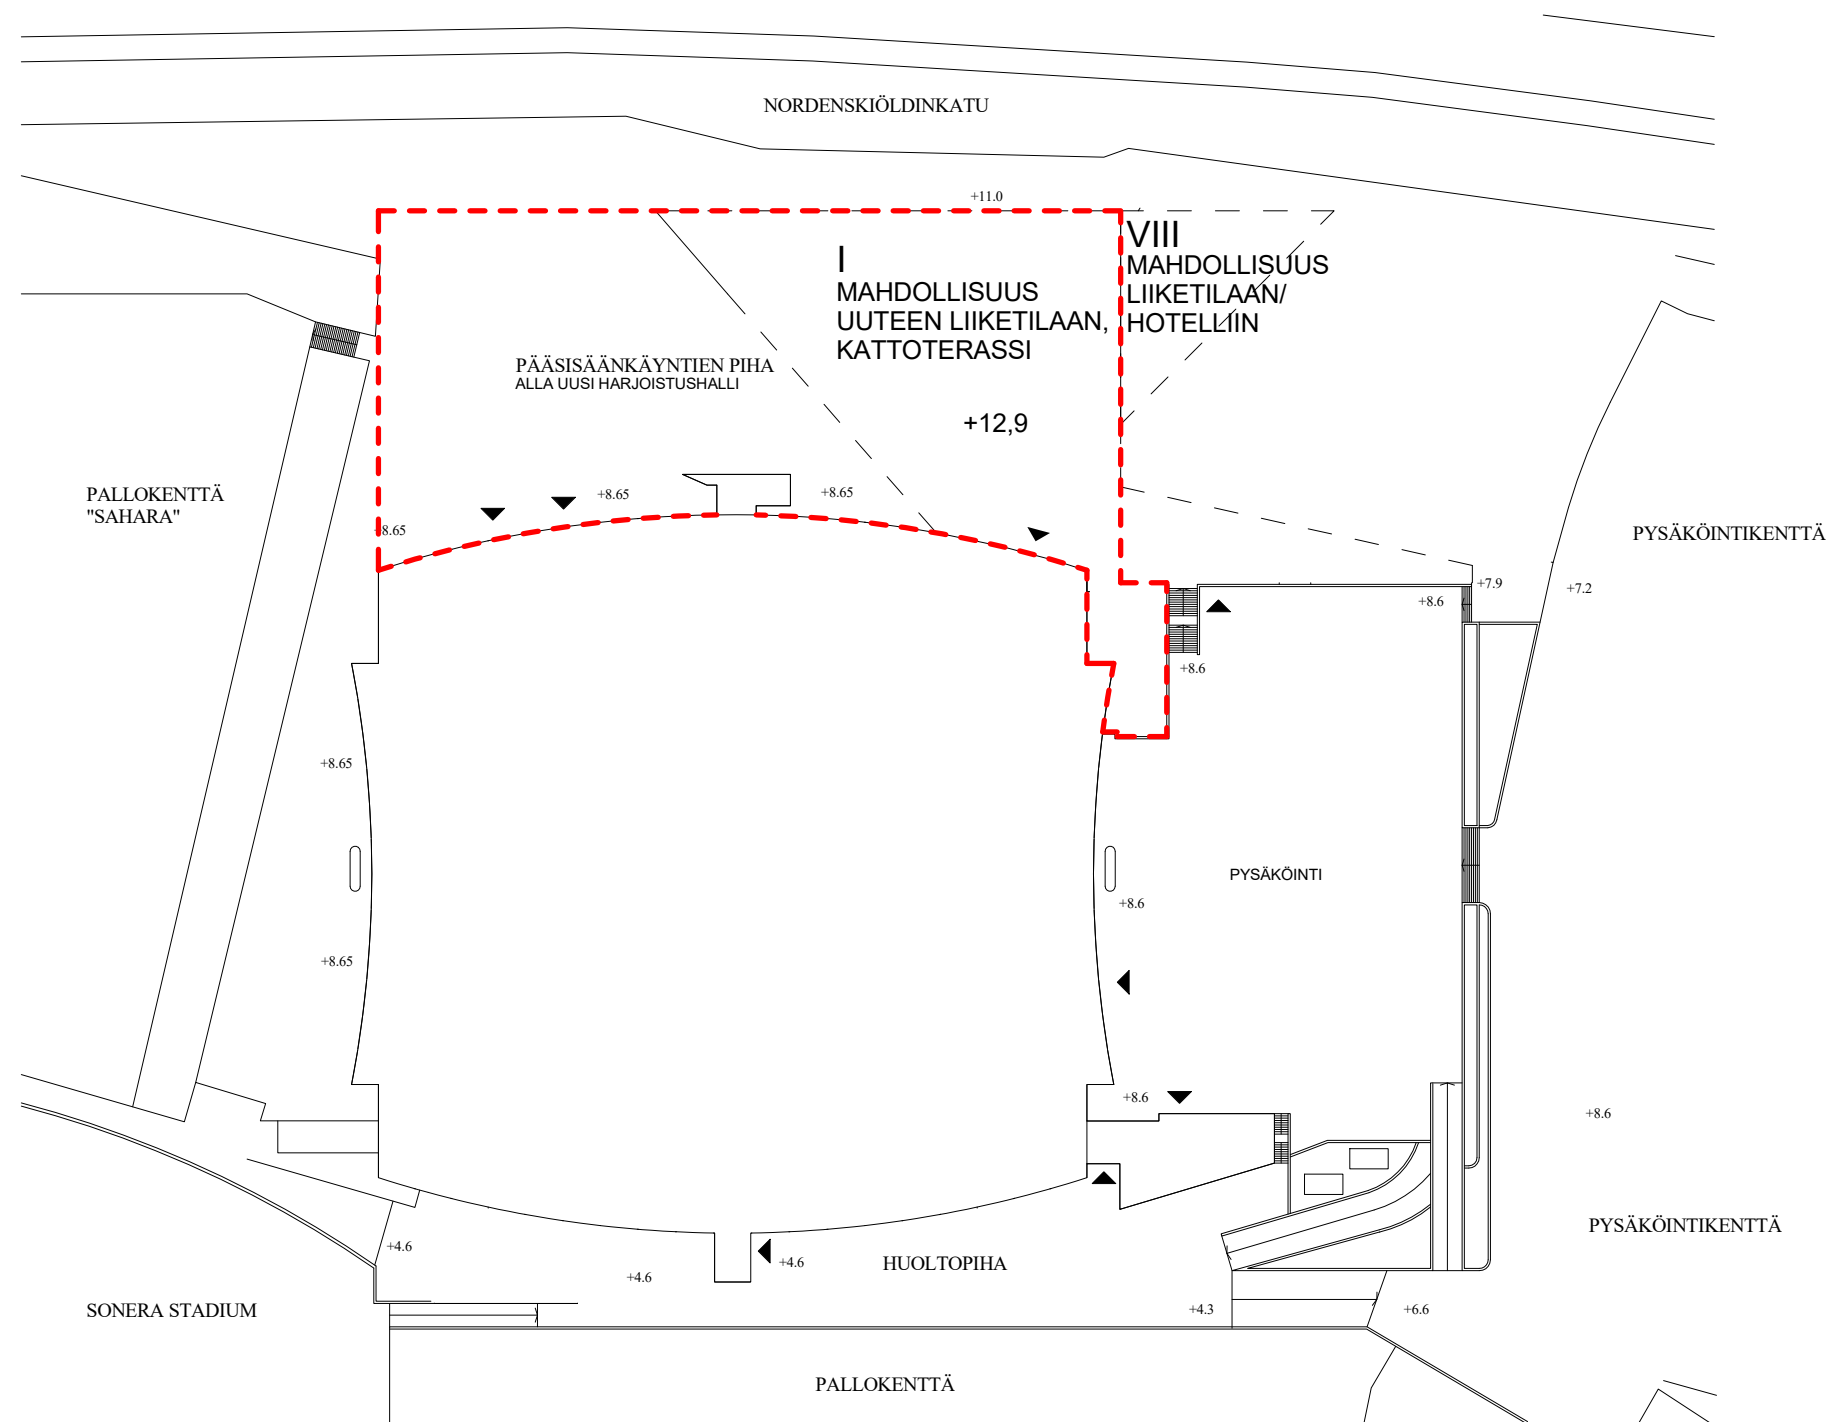 NORDENSKIÖLDINKATU
+11.0
VIII
MAHDOLLISUUS
LIIKETILAAN/
HOTELLIIN
I
MAHDOLLISUUS
UUTEEN LIIKETILAAN,
KATTOTERASSI
PÄÄSISÄÄNKÄYNTIEN PIHA
ALLA UUSI HARJOISTUSHALLI
+12,9
PALLOKENTTÄ
"SAHARA"
+8.65
+8.65
+8.65
PYSÄKÖINTIKENTTÄ
+7.9
+7.2
+8.6
+8.6
+8.65
PYSÄKÖINTI
+8.6
+8.65
+8.6
+8.6
PYSÄKÖINTIKENTTÄ
+4.6
+4.6
+4.6
HUOLTOPIHA
SONERA STADIUM
+4.3
+6.6
PALLOKENTTÄ